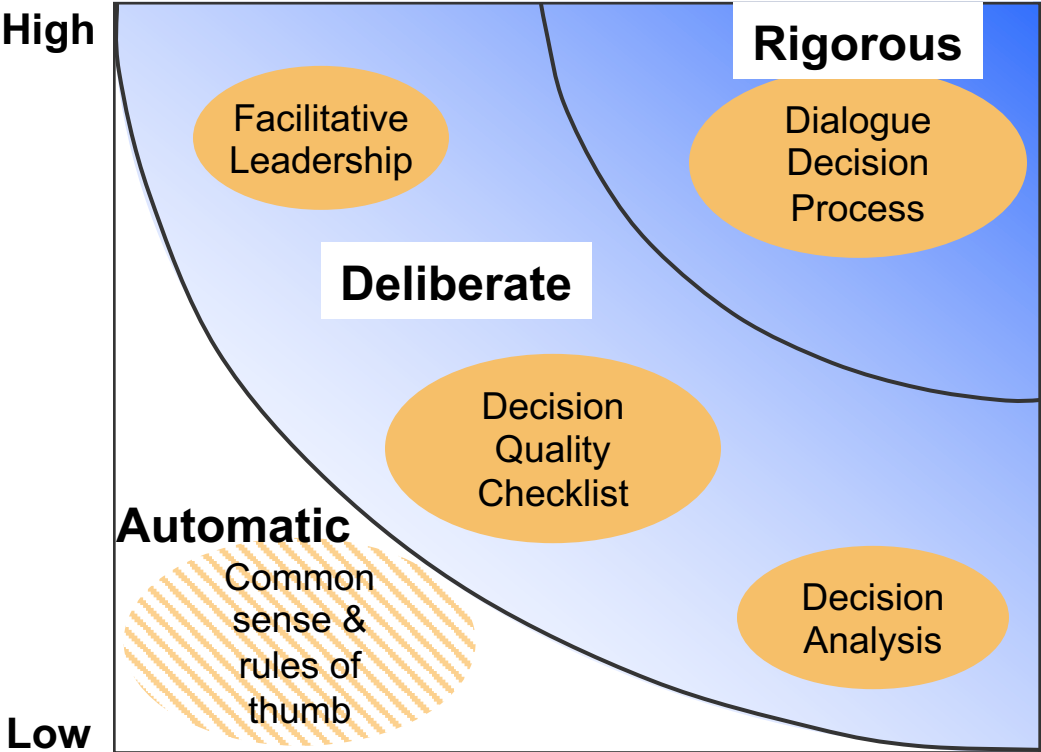 High
Rigorous
Facilitative
Leadership
Dialogue
Decision
Process
Deliberate
Decision
Quality
Checklist
Automatic
Common
sense &
rules of
thumb
Decision
Analysis
Low